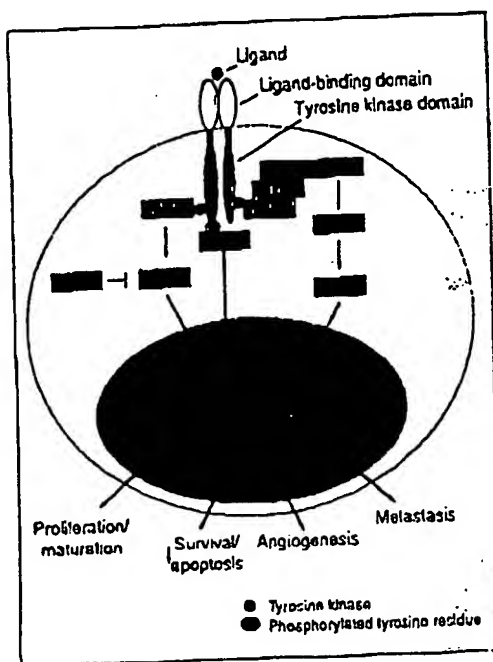 Ligand
Ligand-binding domain
Tyrosine kinase domain
Proliferation/
maturation
Survival/
apoptosis
Angiogenesis
Metastasis
Tyrosine kinase
Phosphorylated tyrosine residue